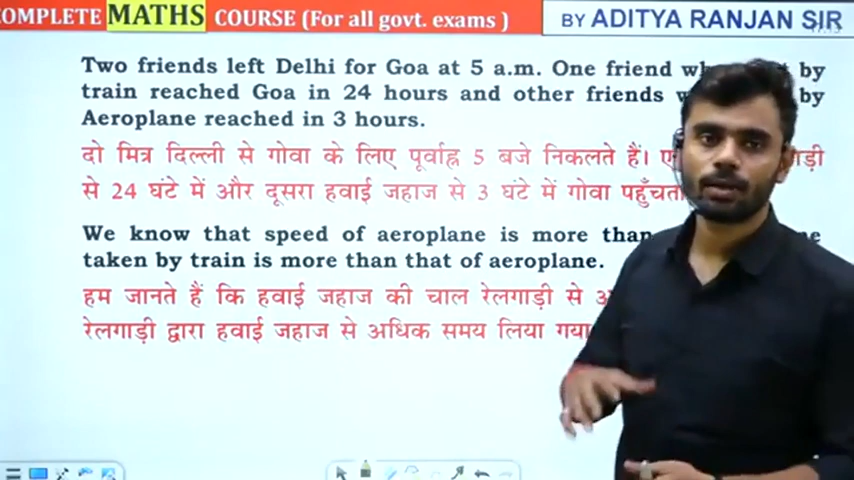 COMPLETE MATHS COURSE (For all govt. exams )
BY ADITYA RANJAN SIR
Two friends left Delhi for Goa at 5 a.m. One friend by
train reached Goa in 24 hours and other friends by
Aeroplane reached in 3 hours.
दो मित्र दिल्ली से गोवा के लिए पूर्वाह्न 5 बजे निकलते हैं।
से 24 घंटे में और दूसरा हवाई जहाज से 3 घंटे में गोवा
We know that speed of aeroplane is more than
taken by train is more than that of aeroplane.
हम जानते हैं कि हवाई जहाज की चाल रेलगाड़ी से
रेलगाड़ी द्वारा हवाई जहाज से अधिक समय लिया गया